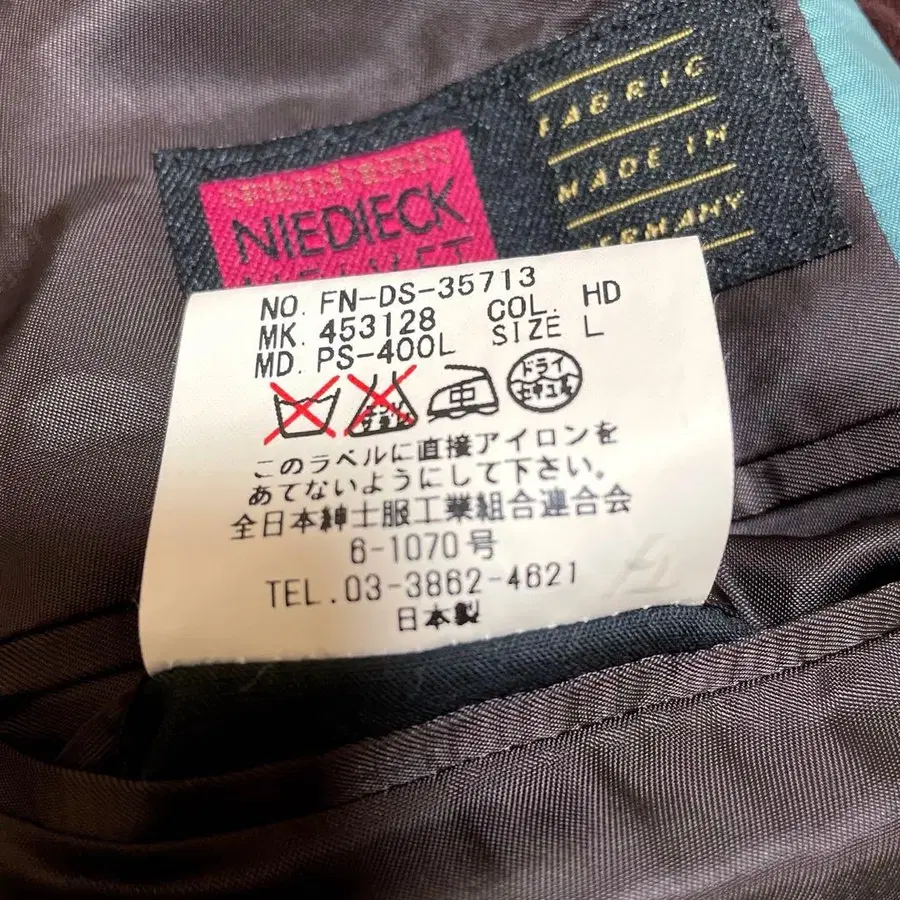 NIEDIECK
FABRIC
MADE IN
GERMANY
NO. FN-DS-35713
MK. 453128 COL. HD
MD. PS-400L SIZE L
中
ドライ
このラベルに直接アイロンを
あてないようにして下さい。
全日本紳士服工業組合連合会
6-1070号
TEL.03-3862-4621
日本製